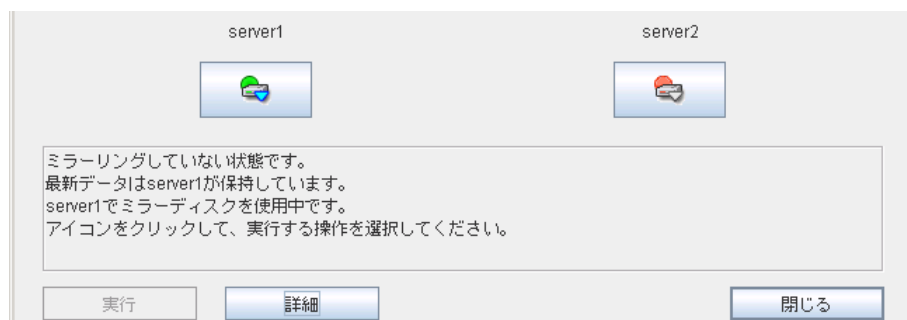 server1 server2
ミラーリングしていない状態です。
最新データはserver1が保持しています。
server1でミラーディスクを使用中です。
アイコンをクリックして、実行する操作を選択してください。
実行 詳細 閉じる